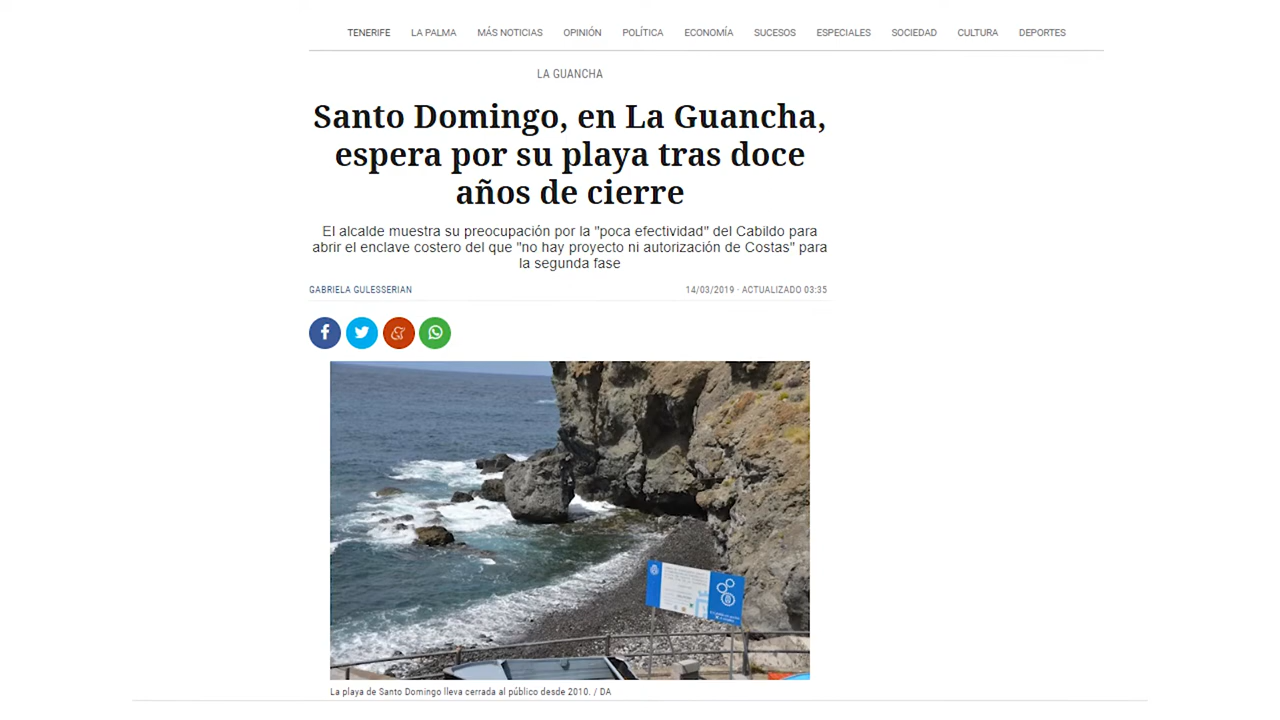 TENERIFE LA PALMA MÁS NOTICIAS OPINIÓN POLÍTICA ECONOMÍA SUCESOS ESPECIALES SOCIEDAD CULTURA DEPORTES
LA GUANCHA
Santo Domingo, en La Guancha,
espera por su playa tras doce
años de cierre
El alcalde muestra su preocupación por la "poca efectividad" del Cabildo para
abrir el enclave costero del que "no hay proyecto ni autorización de Costas" para
la segunda fase
GABRIELA GULESSERIAN 14/03/2019 · ACTUALIZADO 03:35
La playa de Santo Domingo lleva cerrada al público desde 2010. / DA